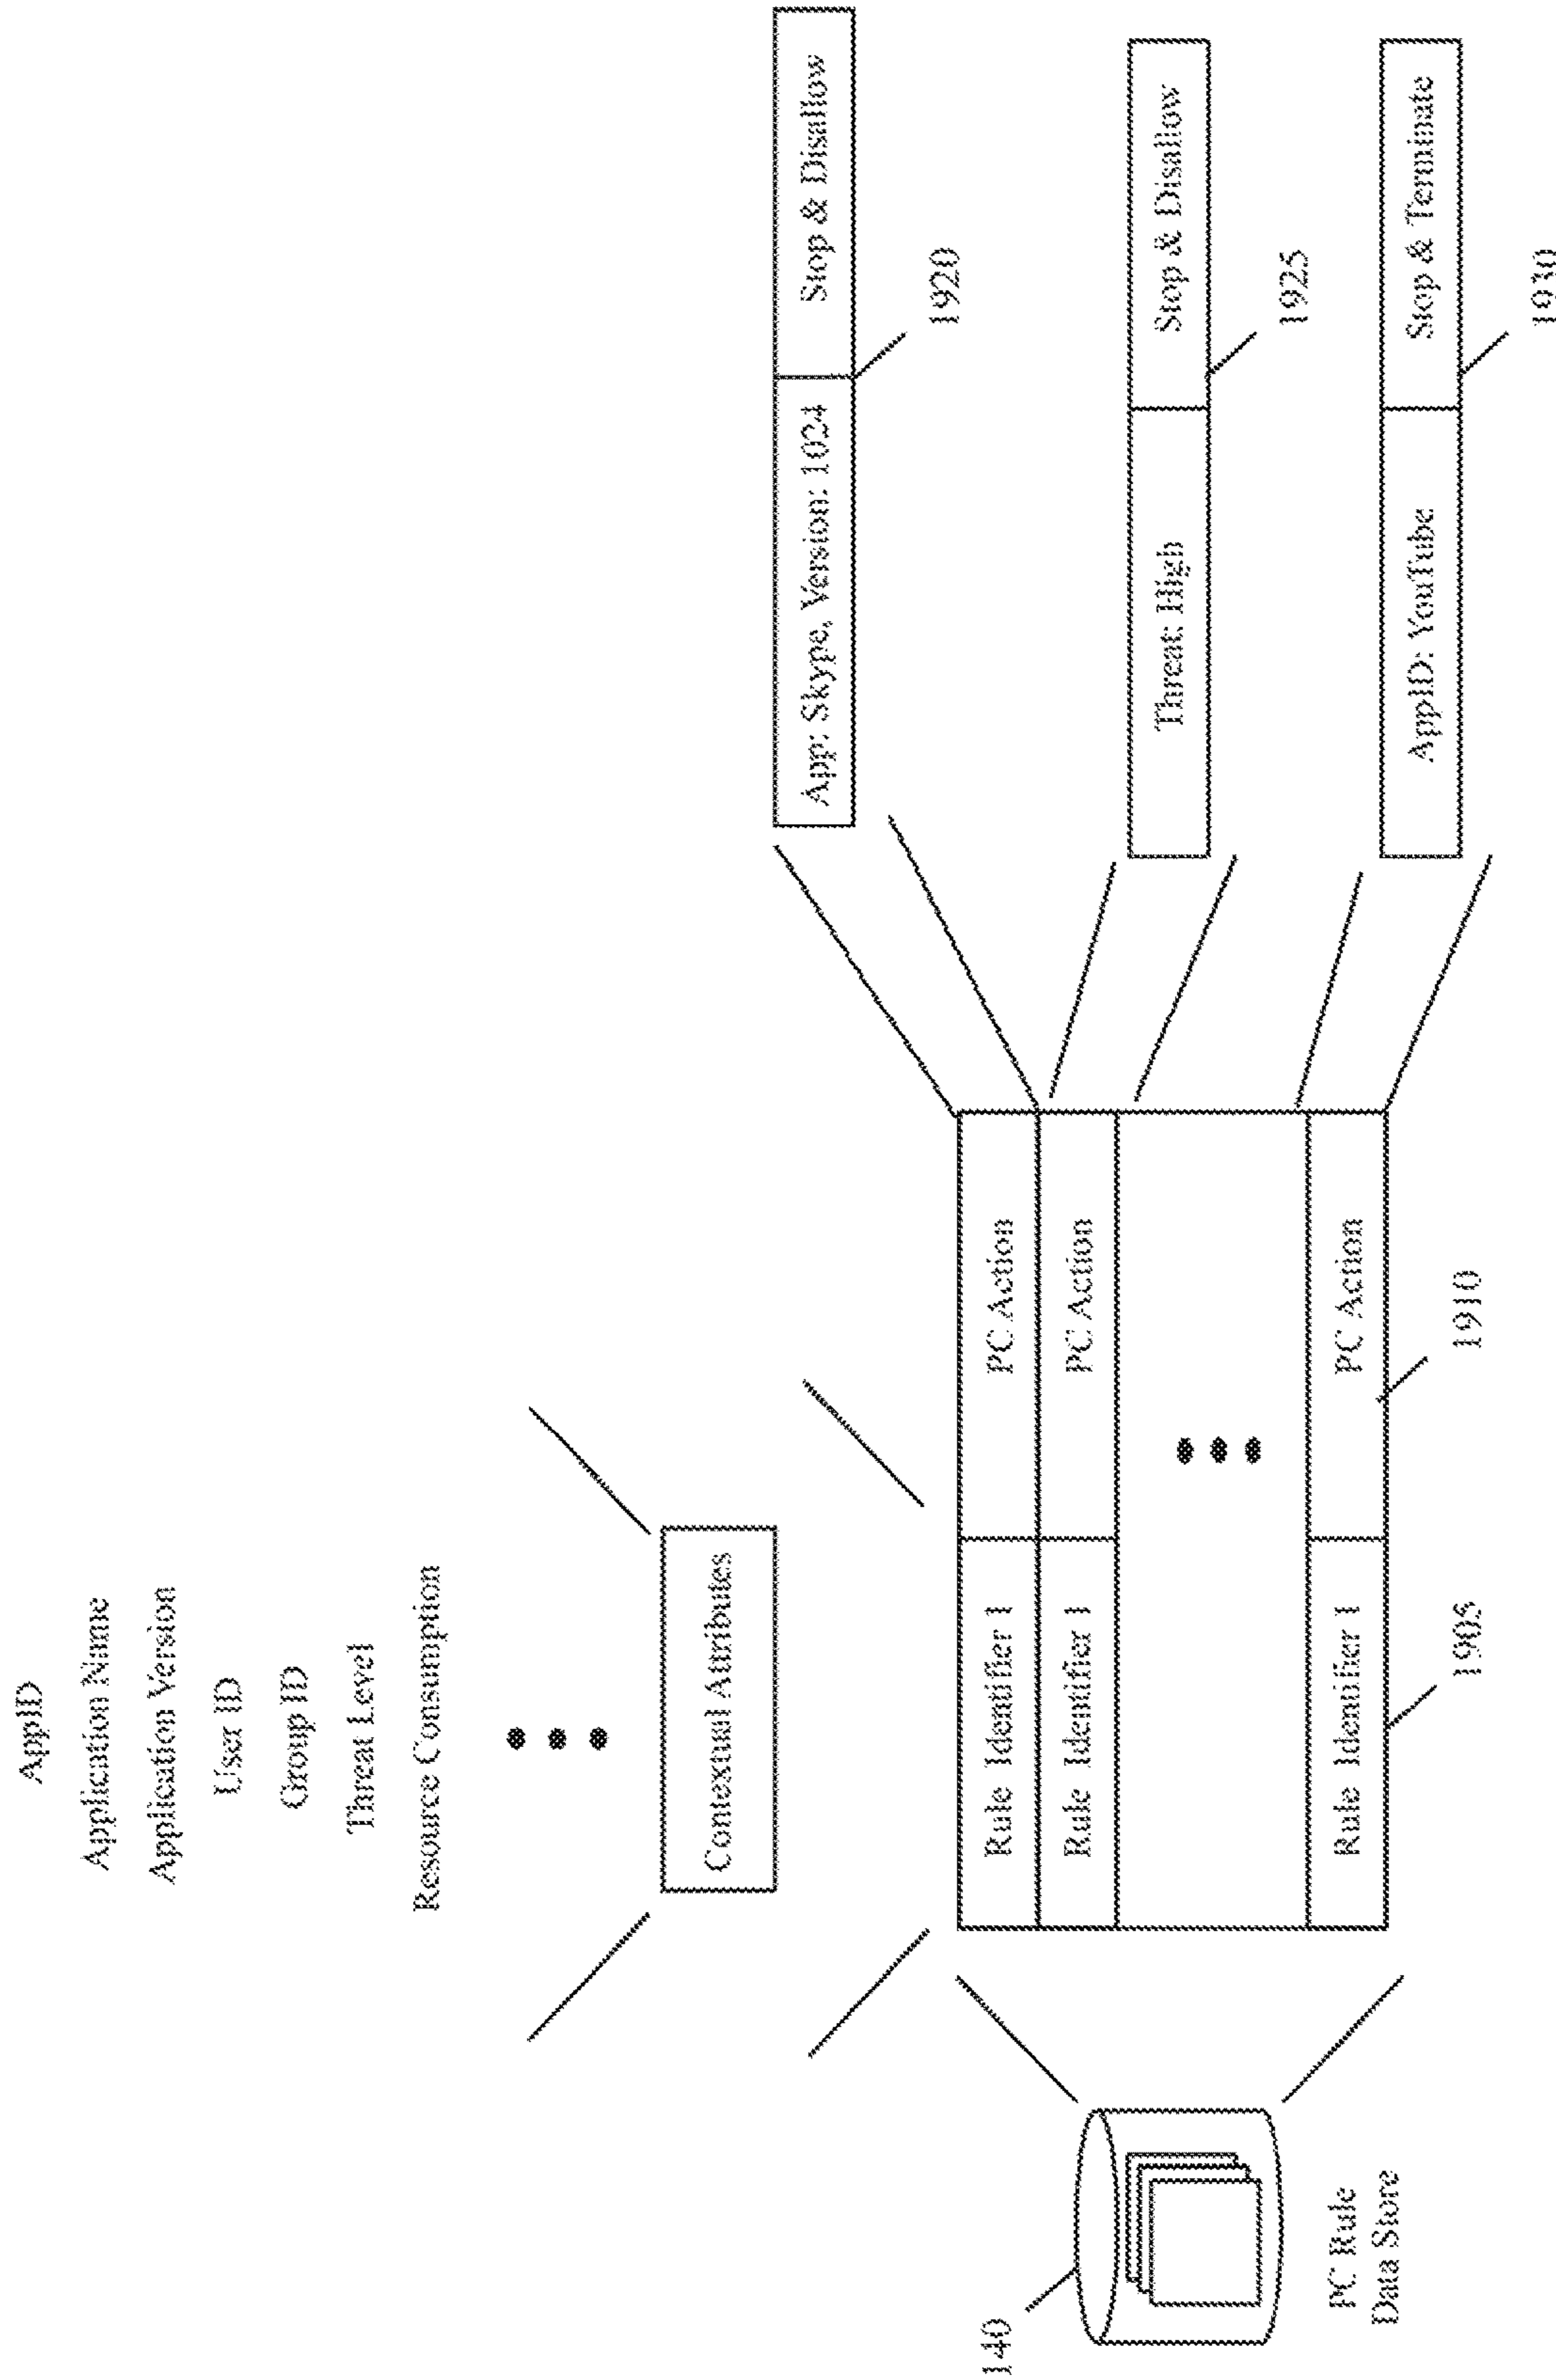 AppID
Application Name
Application Version
User ID
Group ID
Threat Level
Resource Consumption
Contextual Attributes
App: Skype, Version: 1024
Stop & Disallow
1920
Rule Identifier 1
PC Action
Rule Identifier 1
PC Action
Threat: High
Stop & Disallow
1925
Rule Identifier 1
PC Action
AppID: YouTube
Stop & Terminate
1930
1905
1910
140
PC Rule
Data Store